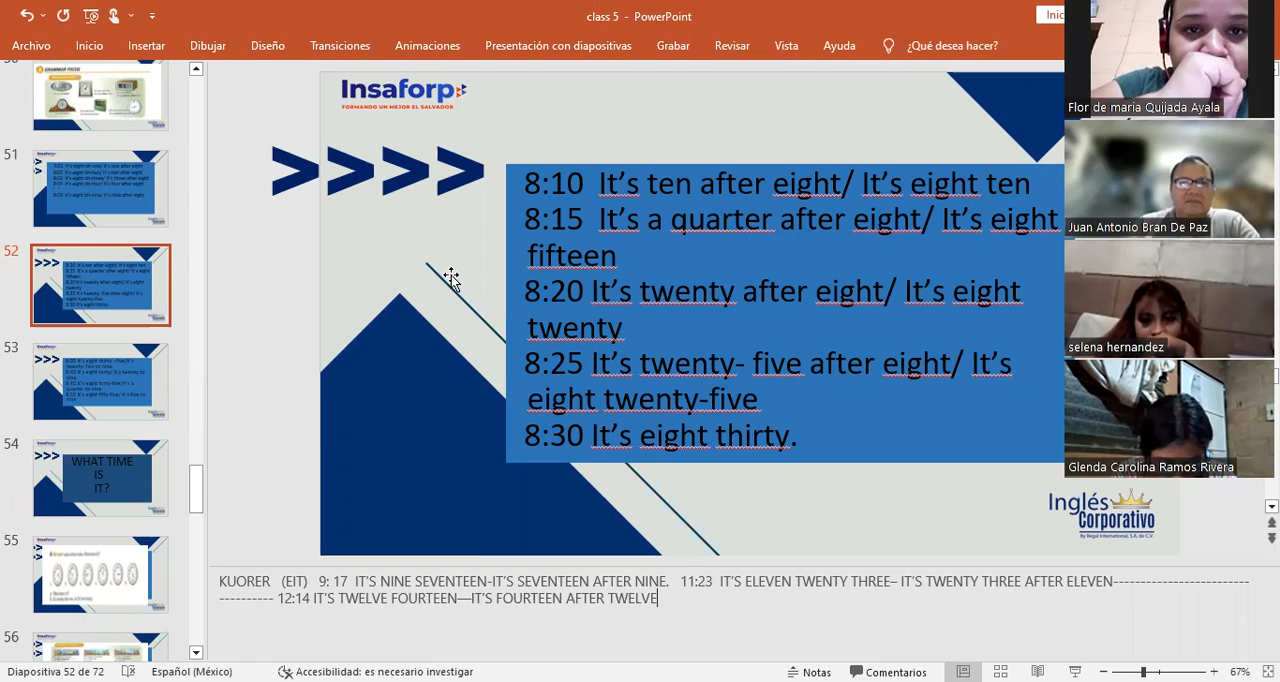 class 5 - PowerPoint
Inic
Archivo Inicio Insertar Dibujar Diseño Transiciones Animaciones Presentación con diapositivas Grabar Revisar Vista Ayuda ¿Qué desea hacer?
Insaforp
FORMANDO UN MEJOR EL SALVADOR
>>>>
8:10 It's ten after eight/ It's eight ten
8:15 It's a quarter after eight/ It's eight
fifteen
8:20 It's twenty after eight/ It's eight
twenty
8:25 It's twenty- five after eight/ It's
eight twenty-five
8:30 It's eight thirty.
Inglés
Corporativo
By Regal International, S.A. de C.V
Flor de maria Quijada Ayala
Juan Antonio Bran De Paz
selena hernandez
Glenda Carolina Ramos Rivera
51
52
53
54
WHAT TIME
IS
IT?
55
56
KUORER (EIT) 9: 17 IT'S NINE SEVENTEEN-IT'S SEVENTEEN AFTER NINE. 11:23 IT'S ELEVEN TWENTY THREE– IT'S TWENTY THREE AFTER ELEVEN-------------------------
---------- 12:14 IT'S TWELVE FOURTEEN—IT'S FOURTEEN AFTER TWELVE
Diapositiva 52 de 72 Español (México) Accesibilidad: es necesario investigar Notas Comentarios 67%